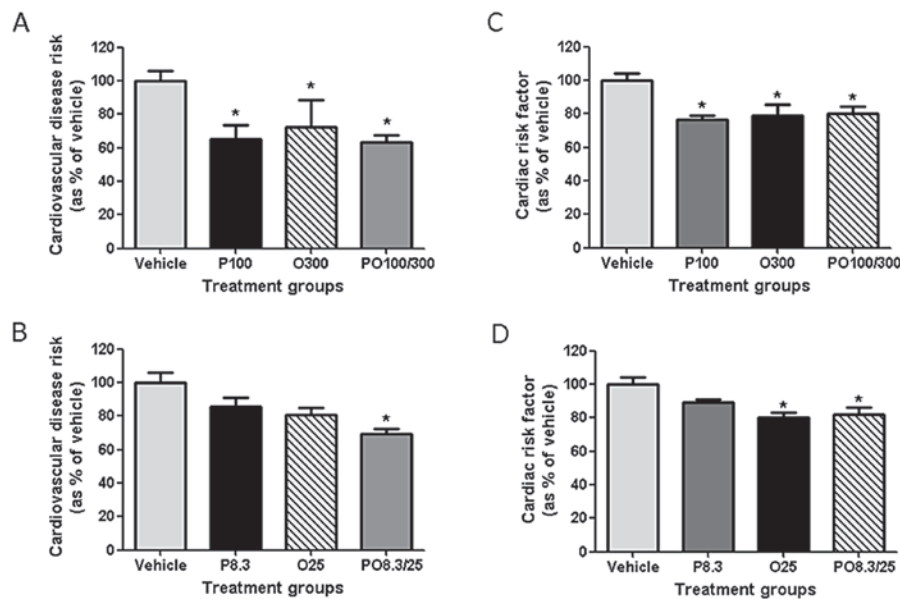 A
Cardiovascular disease risk
(as % of vehicle)
120
100
80
60
40
20
0
*
*
*
Vehicle P100 O300 PO100/300
Treatment groups
C
Cardiac risk factor
(as % of vehicle)
120
100
80
60
40
20
0
*
*
*
Vehicle P100 O300 PO100/300
Treatment groups
B
Cardiovascular disease risk
(as % of vehicle)
120
100
80
60
40
20
0
*
Vehicle P8.3 O25 PO8.3/25
Treatment groups
D
Cardiac risk factor
(as % of vehicle)
120
100
80
60
40
20
0
*
*
Vehicle P8.3 O25 PO8.3/25
Treatment groups